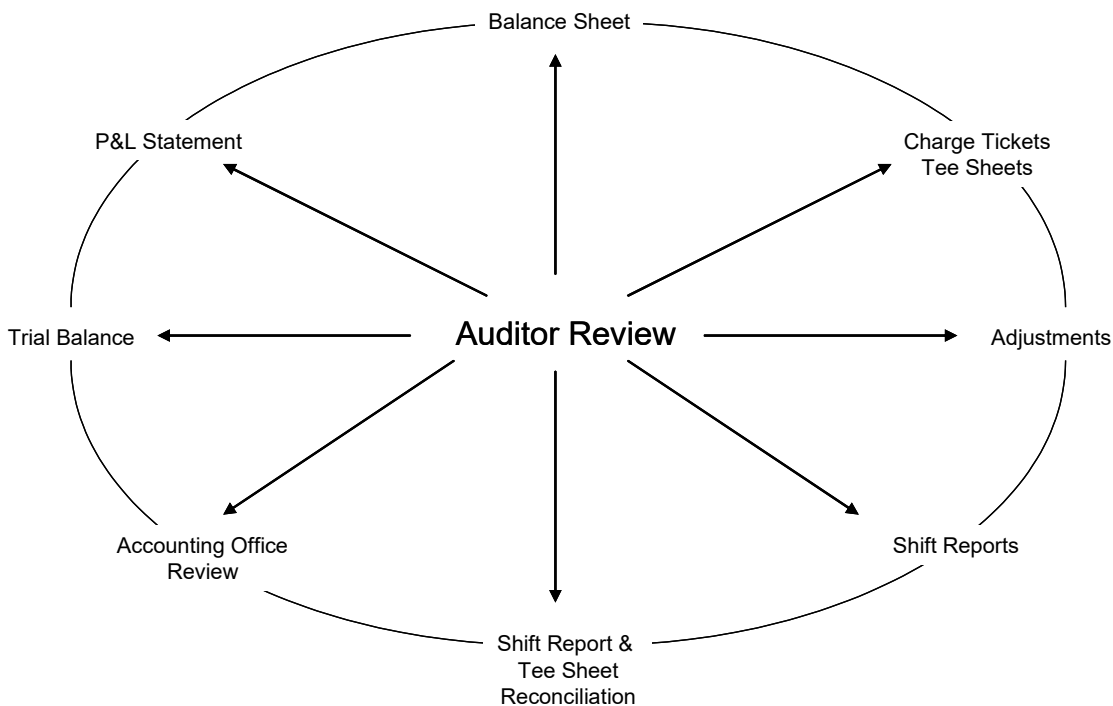 Balance Sheet
P&L Statement
Charge Tickets
Tee Sheets
Auditor Review
Trial Balance
Adjustments
Accounting Office
Review
Shift Reports
Shift Report &
Tee Sheet
Reconciliation